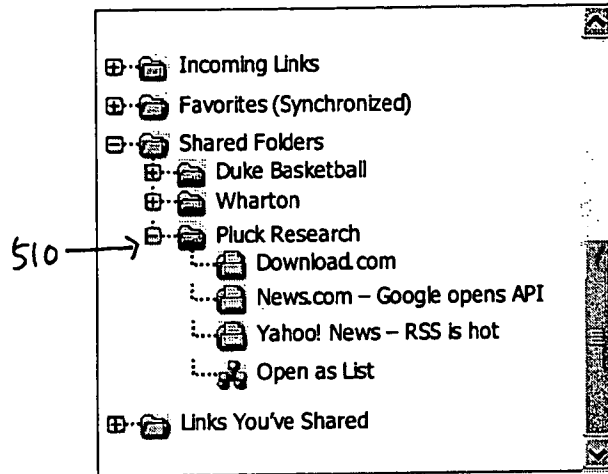 Incoming Links
Favorites (Synchronized)
Shared Folders
Duke Basketball
Wharton
510 Pluck Research
Download.com
News.com – Google opens API
Yahoo! News – RSS is hot
Open as List
Links You've Shared